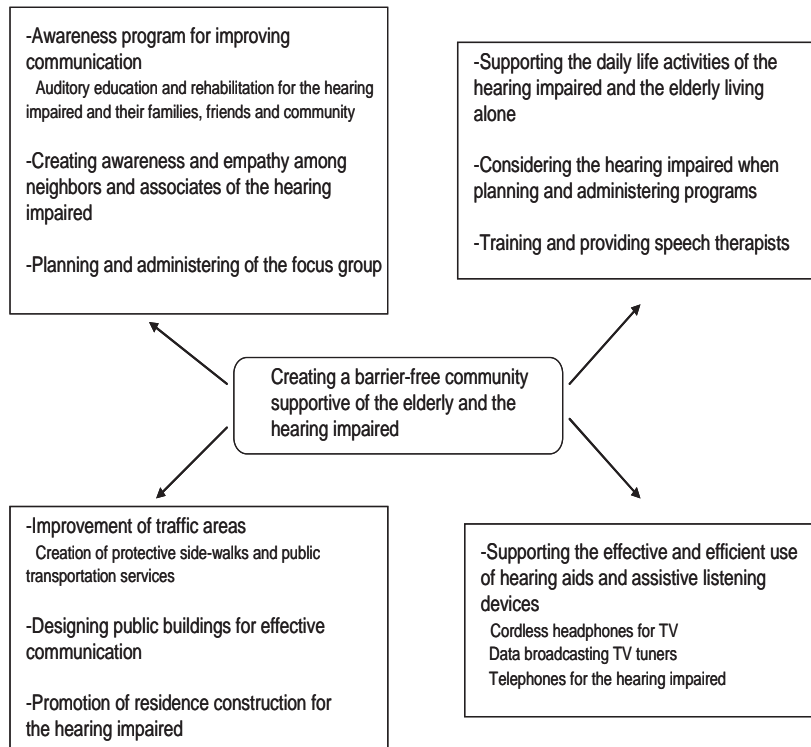 -Awareness program for improving
communication
Auditory education and rehabilitation for the hearing
impaired and their families, friends and community
-Creating awareness and empathy among
neighbors and associates of the hearing
impaired
-Planning and administering of the focus group
-Supporting the daily life activities of the
hearing impaired and the elderly living
alone
-Considering the hearing impaired when
planning and administering programs
-Training and providing speech therapists
Creating a barrier-free community
supportive of the elderly and the
hearing impaired
-Improvement of traffic areas
Creation of protective side-walks and public
transportation services
-Designing public buildings for effective
communication
-Promotion of residence construction for
the hearing impaired
-Supporting the effective and efficient use
of hearing aids and assistive listening
devices
Cordless headphones for TV
Data broadcasting TV tuners
Telephones for the hearing impaired